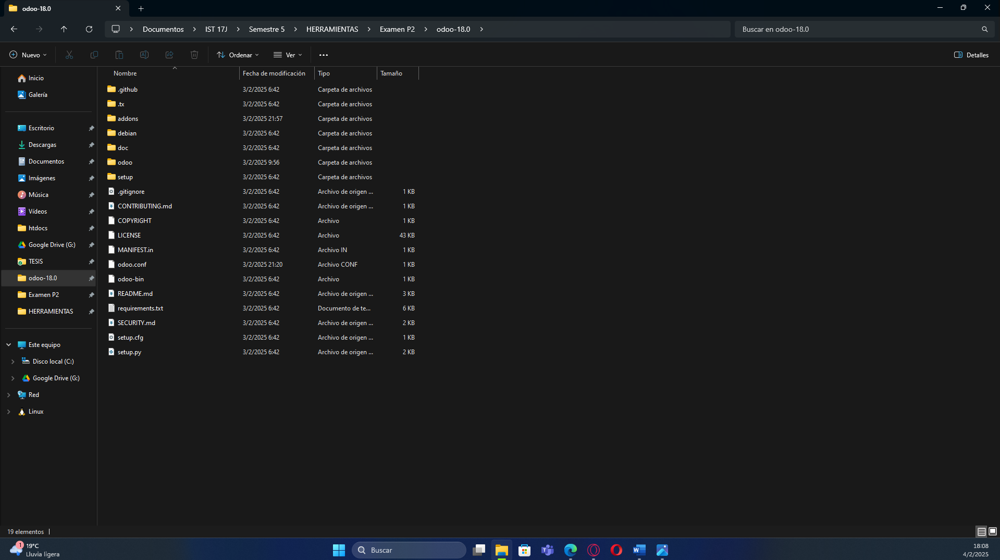 odoo-18.0
Documentos
IST 17J
Semestre 5
HERRAMIENTAS
Examen P2
odoo-18.0
Buscar en odoo-18.0
Nuevo
Ordenar
Ver
Detalles
Inicio
Galería
Escritorio
Descargas
Documentos
Imágenes
Música
Vídeos
htdocs
Google Drive (G:)
TESIS
odoo-18.0
Examen P2
HERRAMIENTAS
Este equipo
Disco local (C:)
Google Drive (G:)
Red
Linux
Nombre Fecha de modificación Tipo Tamaño
.github 3/2/2025 6:42 Carpeta de archivos
.tx 3/2/2025 6:42 Carpeta de archivos
addons 3/2/2025 21:57 Carpeta de archivos
debian 3/2/2025 6:42 Carpeta de archivos
doc 3/2/2025 6:42 Carpeta de archivos
odoo 3/2/2025 9:56 Carpeta de archivos
setup 3/2/2025 6:42 Carpeta de archivos
.gitignore 3/2/2025 6:42 Archivo de origen ... 1 KB
CONTRIBUTING.md 3/2/2025 6:42 Archivo de origen ... 1 KB
COPYRIGHT 3/2/2025 6:42 Archivo 1 KB
LICENSE 3/2/2025 6:42 Archivo 43 KB
MANIFEST.in 3/2/2025 6:42 Archivo IN 1 KB
odoo.conf 3/2/2025 21:20 Archivo CONF 1 KB
odoo-bin 3/2/2025 6:42 Archivo 1 KB
README.md 3/2/2025 6:42 Archivo de origen ... 3 KB
requirements.txt 3/2/2025 6:42 Documento de te... 6 KB
SECURITY.md 3/2/2025 6:42 Archivo de origen ... 2 KB
setup.cfg 3/2/2025 6:42 Archivo de origen ... 1 KB
setup.py 3/2/2025 6:42 Archivo de origen ... 2 KB
19 elementos
1
19°C
Lluvia ligera
Buscar
18:08
4/2/2025